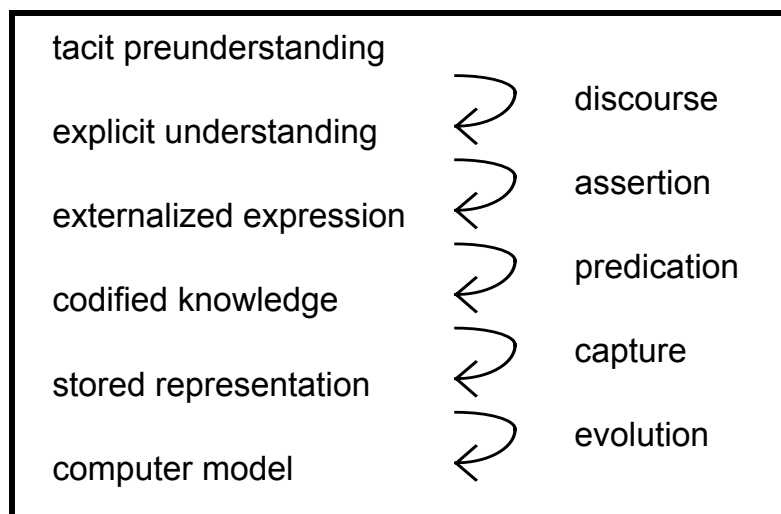 tacit preunderstanding
discourse
explicit understanding
assertion
externalized expression
predication
codified knowledge
capture
stored representation
evolution
computer model